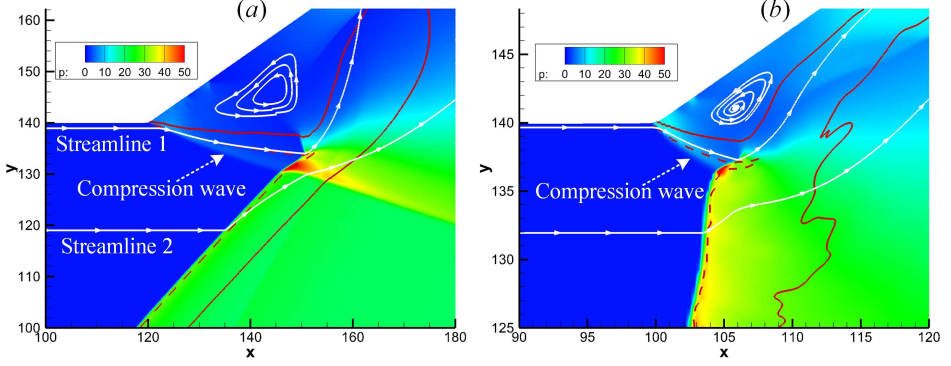 (a)
160
150
140
130
120
110
100
y
p: 0 10 20 30 40 50
Streamline 1
Compression wave
Streamline 2
100 120 140 160 180
x
(b)
145
140
135
130
125
y
p: 0 10 20 30 40 50
Compression wave
90 95 100 105 110 115 120
x